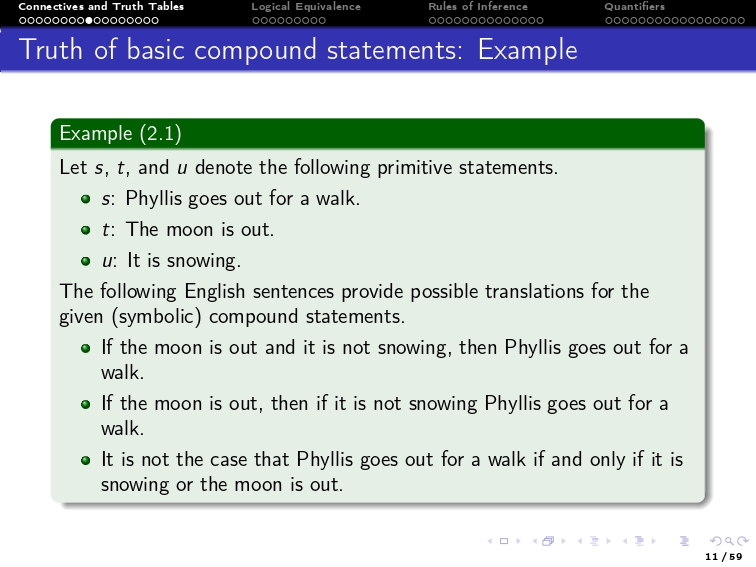 Connectives and Truth Tables Logical Equivalence Rules of Inference Quantifiers
Truth of basic compound statements: Example
Example (2.1)
Let s, t, and u denote the following primitive statements.
s: Phyllis goes out for a walk.
t: The moon is out.
u: It is snowing.
The following English sentences provide possible translations for the
given (symbolic) compound statements.
If the moon is out and it is not snowing, then Phyllis goes out for a
walk.
If the moon is out, then if it is not snowing Phyllis goes out for a
walk.
It is not the case that Phyllis goes out for a walk if and only if it is
snowing or the moon is out.
11 / 59